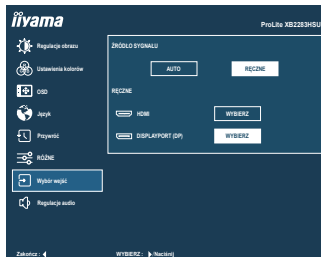 iiyama
ProLite XB2283HSU
Regulacje obrazu
Ustawienia kolorów
OSD
Język
Przywróć
RÓŻNE
Wybór wejść
Regulacje audio
ŹRÓDŁO SYGNAŁU
AUTO RĘCZNE
RĘCZNE
HDMI WYBIERZ
DISPLAYPORT (DP) WYBIERZ
Zakończ : WYBIERZ : /Naciśnij